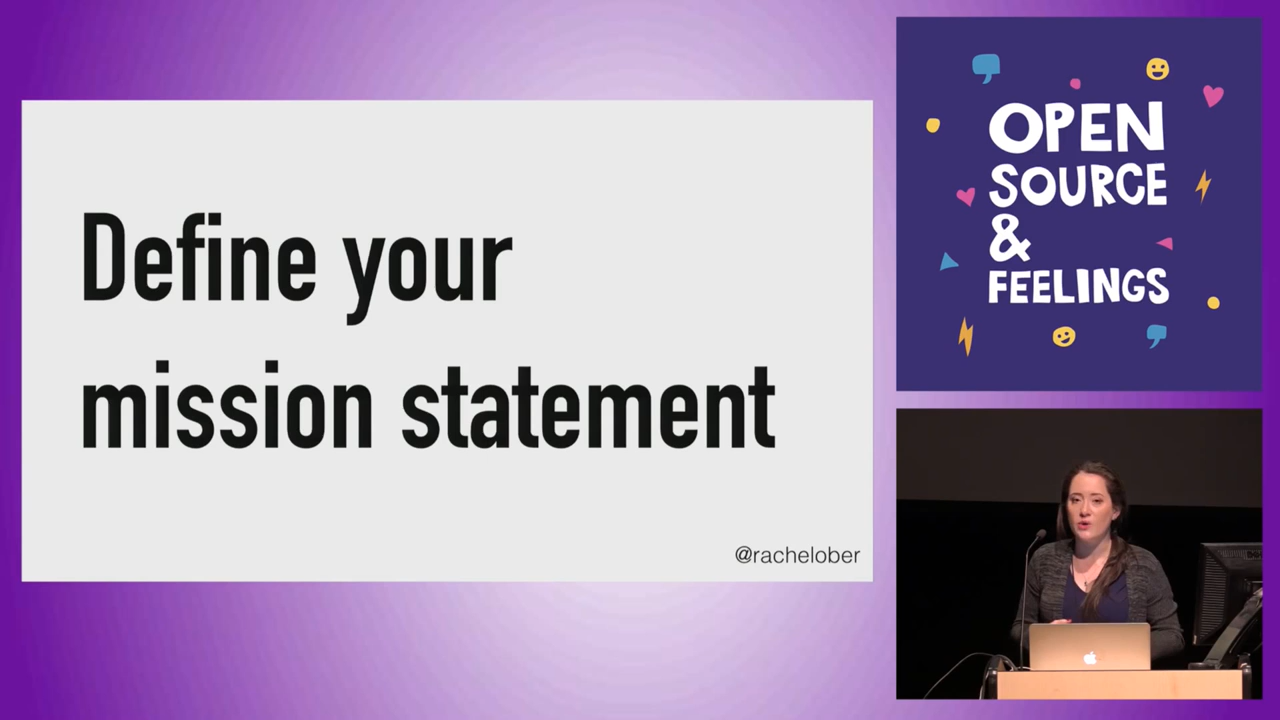 Define your
mission statement
@rachelober
OPEN
SOURCE
&
FEELINGS